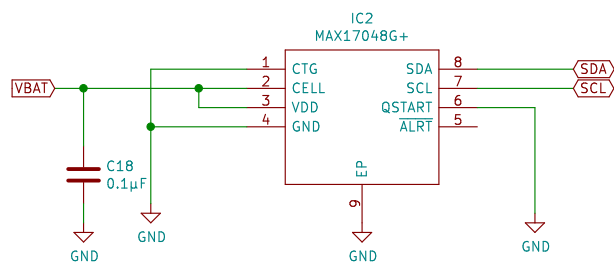 IC2
MAX17048G+
1 CTG SDA 8 SDA
VBAT 2 CELL SCL 7 SCL
3 VDD QSTART 6
4 GND ALRT 5
C18
0.1µF
EP
9
GND
GND
GND
GND